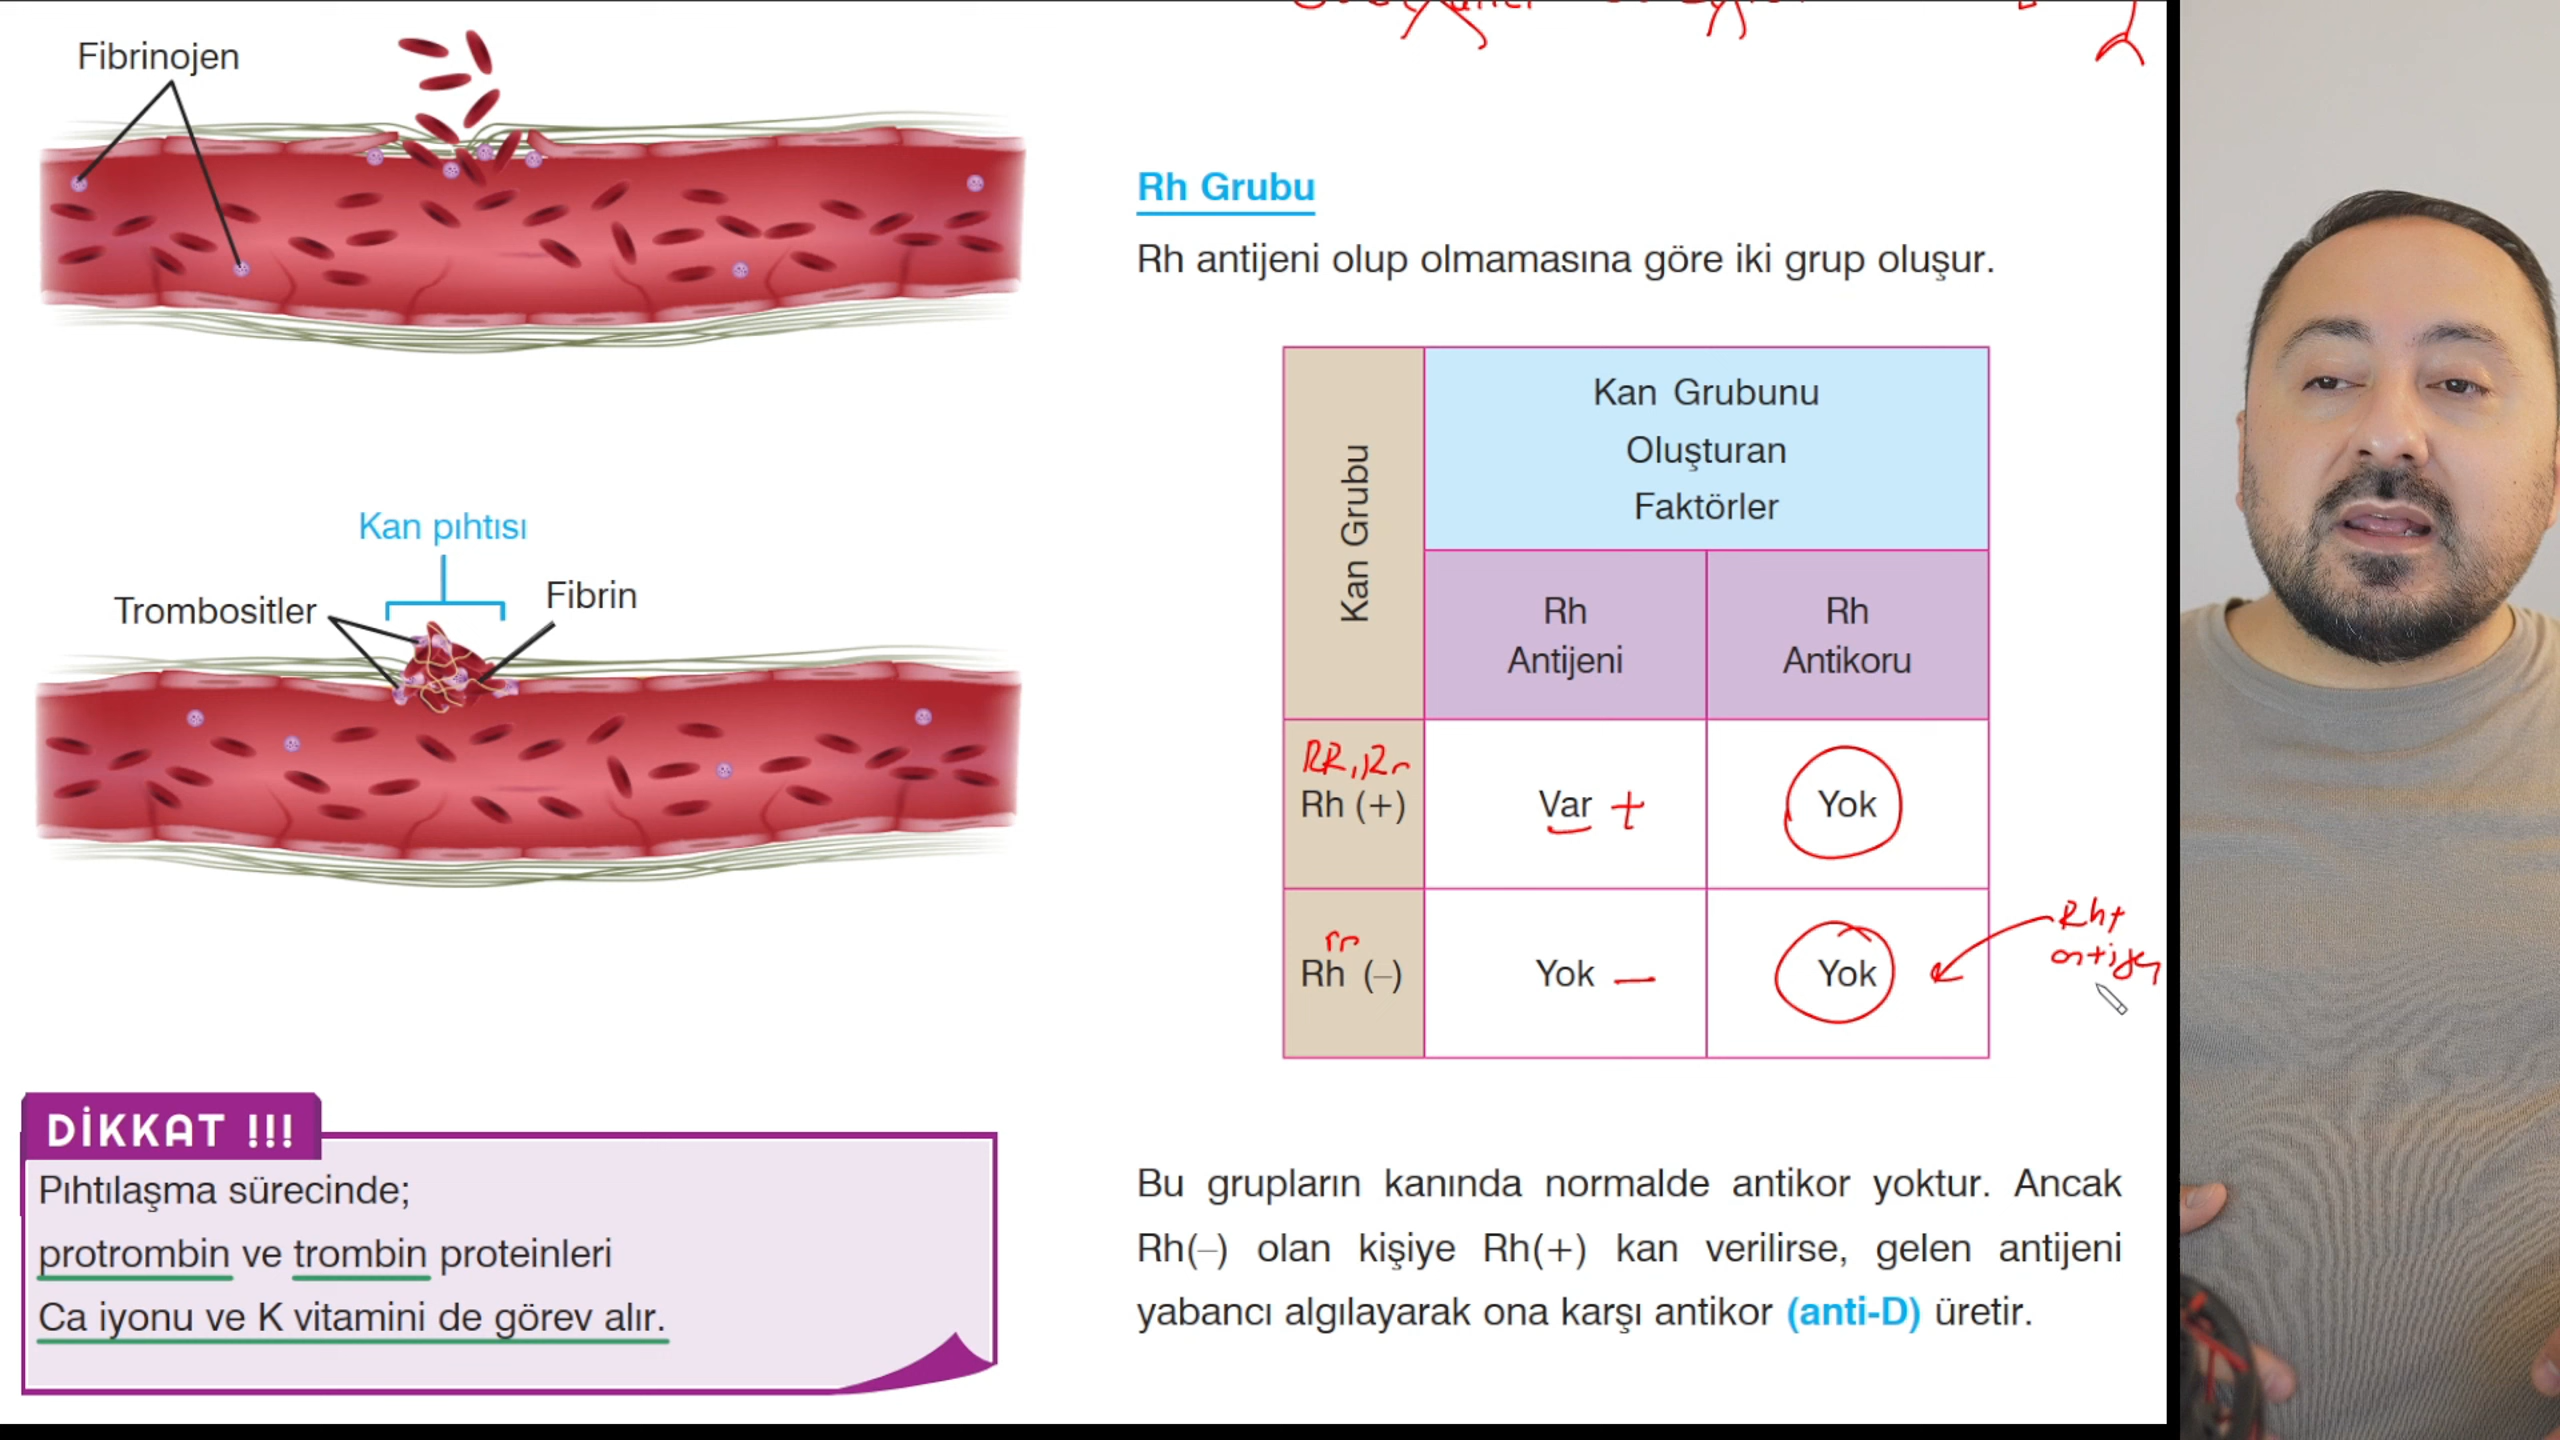 Fibrinojen
Kan pıhtısı
Trombositler
Fibrin
DİKKAT !!!
Pıhtılaşma sürecinde;
protrombin ve trombin proteinleri
Ca iyonu ve K vitamini de görev alır.
Rh Grubu
Rh antijeni olup olmamasına göre iki grup oluşur.
Kan Grubu
Kan Grubunu
Oluşturan
Faktörler
Rh
Antijeni
Rh
Antikoru
RR, Rr
Rh (+)
Var +
Yok
rr
Rh (–)
Yok –
Yok
Rh+
antijen
Bu grupların kanında normalde antikor yoktur. Ancak
Rh(–) olan kişiye Rh(+) kan verilirse, gelen antijeni
yabancı algılayarak ona karşı antikor (anti-D) üretir.